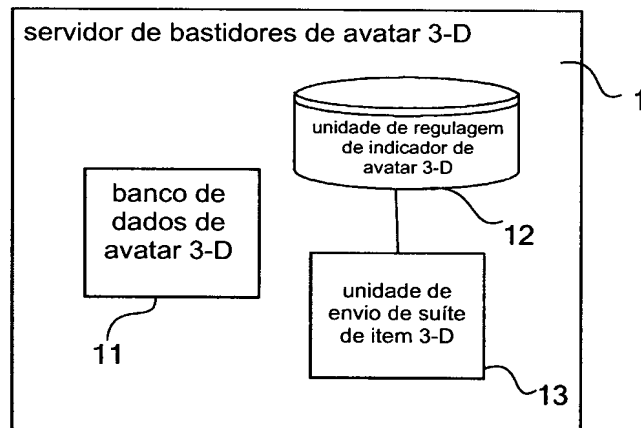 servidor de bastidores de avatar 3-D
1
unidade de regulagem
de indicador de
avatar 3-D
12
banco de
dados de
avatar 3-D
11
unidade de
envio de suíte
de item 3-D
13